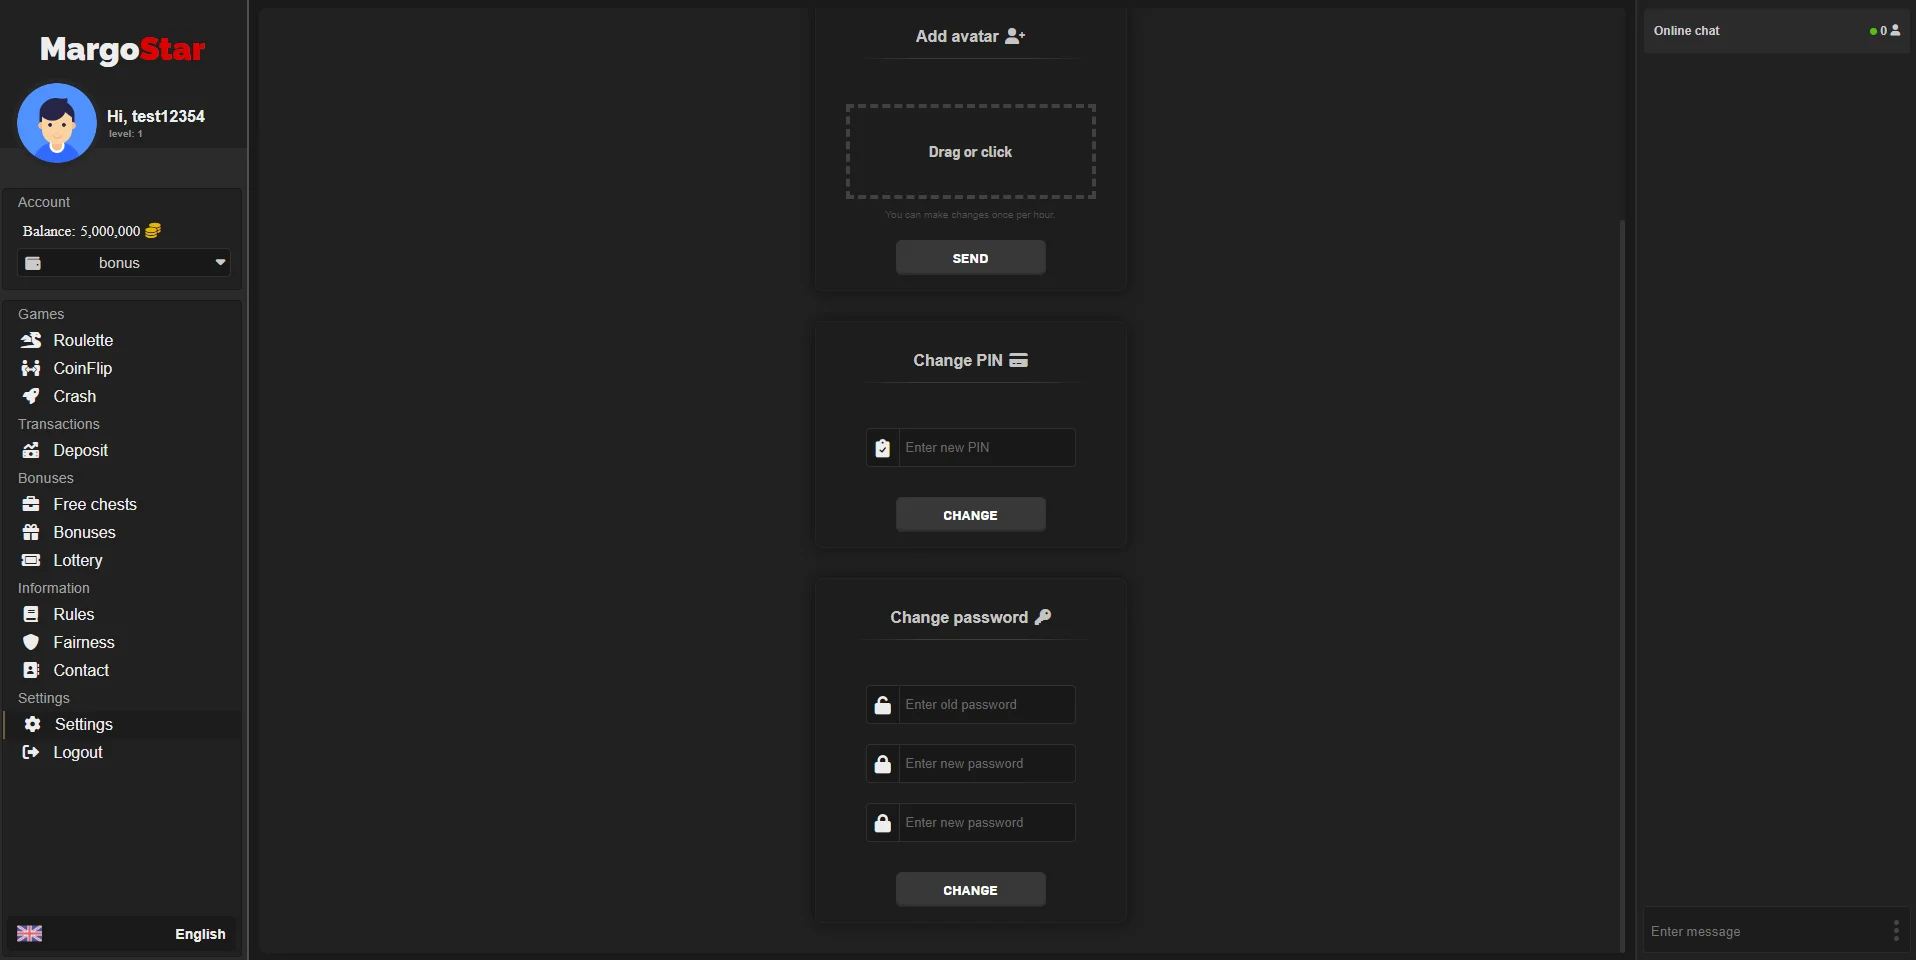 MargoStar
Hi, test12354
level: 1
Account
Balance: 5,000,000
bonus
Games
Roulette
CoinFlip
Crash
Transactions
Deposit
Bonuses
Free chests
Bonuses
Lottery
Information
Rules
Fairness
Contact
Settings
Settings
Logout
English
Add avatar
Drag or click
You can make changes once per hour.
SEND
Change PIN
Enter new PIN
CHANGE
Change password
Enter old password
Enter new password
Enter new password
CHANGE
Online chat
0
Enter message